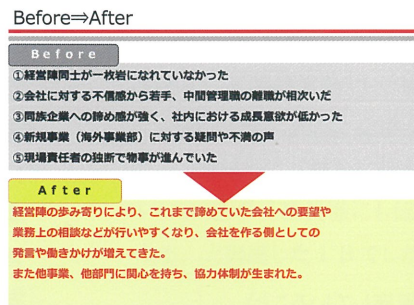 Before⇒After
Before
①経営陣同士が一枚岩になれていなかった
②会社に対する不信感から若手、中間管理職の離職が相次いだ
③同族企業への諦め感が強く、社内における成長意欲が低かった
④新規事業（海外事業部）に対する疑問や不満の声
⑤現場責任者の独断で物事が進んでいた
After
経営陣の歩み寄りにより、これまで諦めていた会社への要望や
業務上の相談などが行いやすくなり、会社を作る側としての
発言や働きかけが増えてきた。
また他事業、他部門に関心を持ち、協力体制が生まれた。